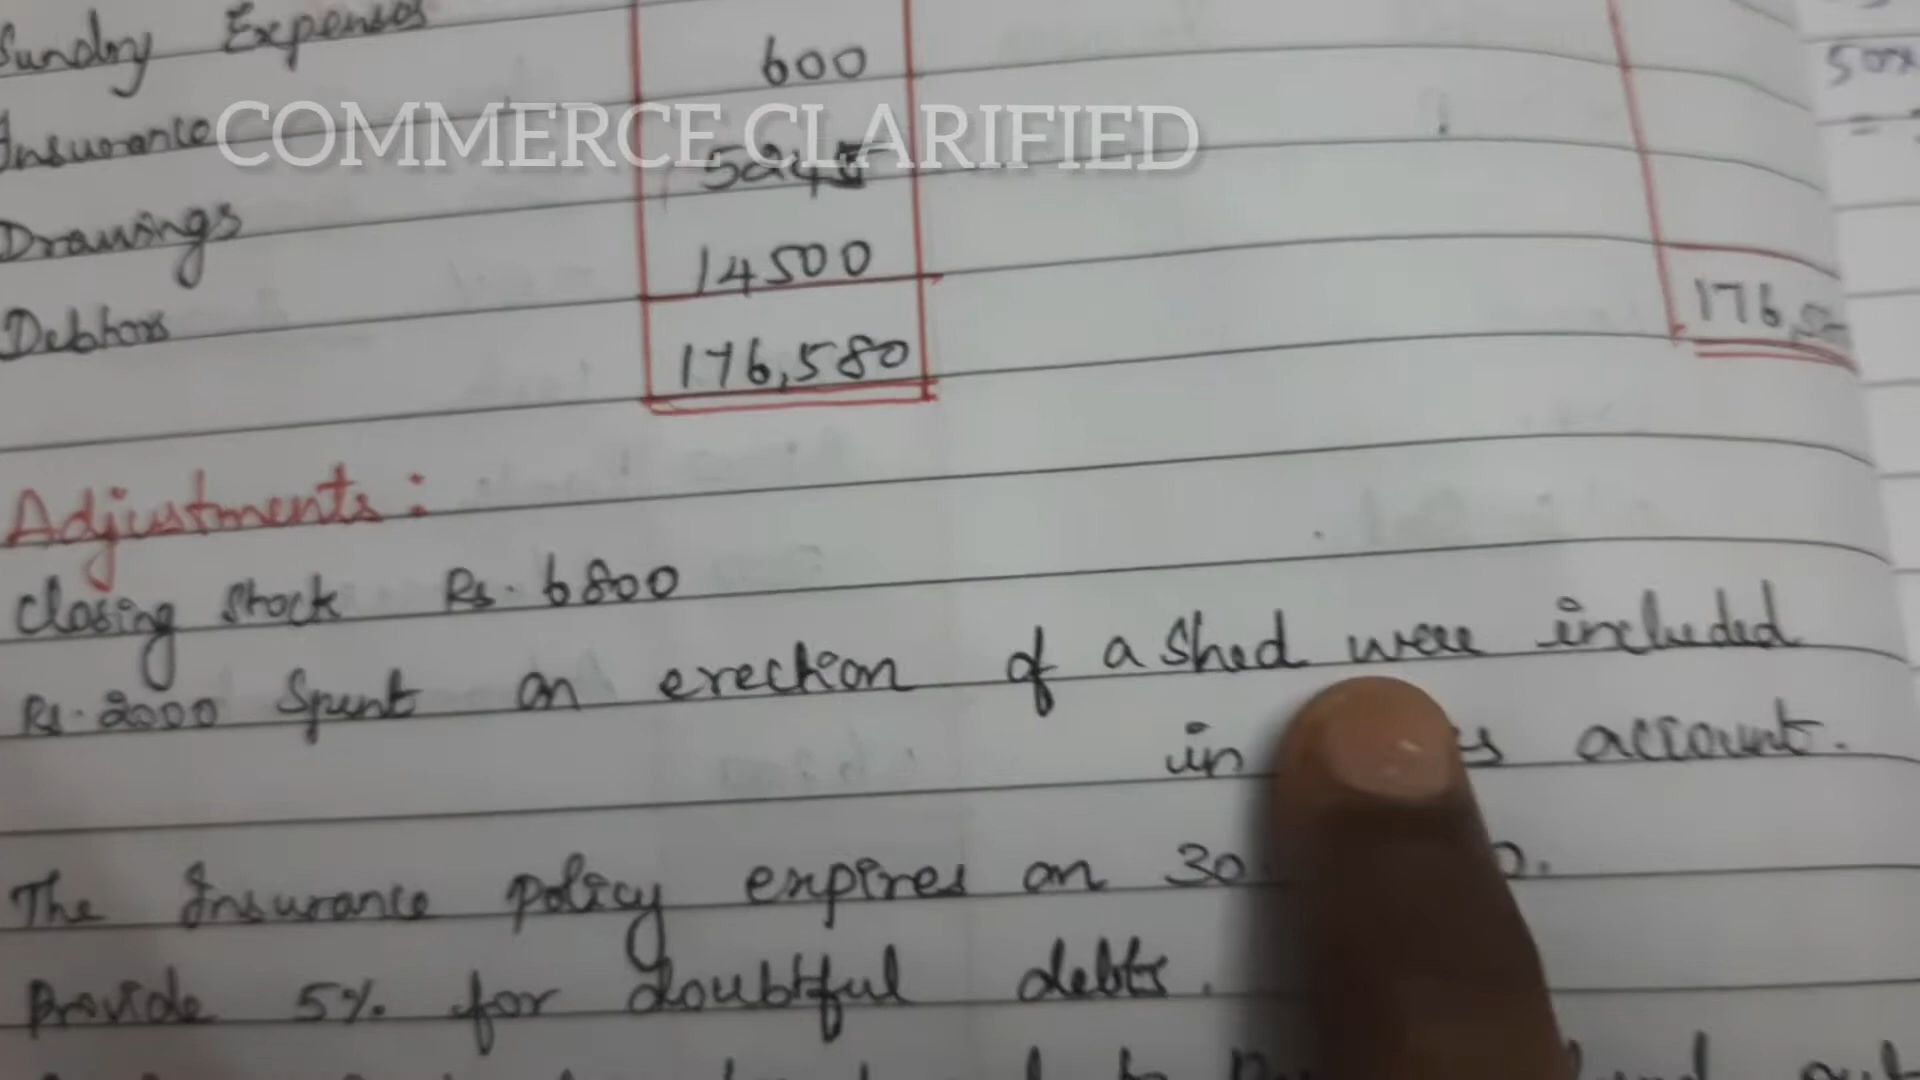 Sundry Expenses
600
Insurance
5245
Drawings
14500
Debtors
176,580
176,5
500
COMMERCE CLARIFIED
Adjustments:
Closing Stock Rs. 6800
Rs. 2000 Spent on erection of a Shed were included
in account.
The Insurance policy expires on 30
Provide 5% for doubtful debts.